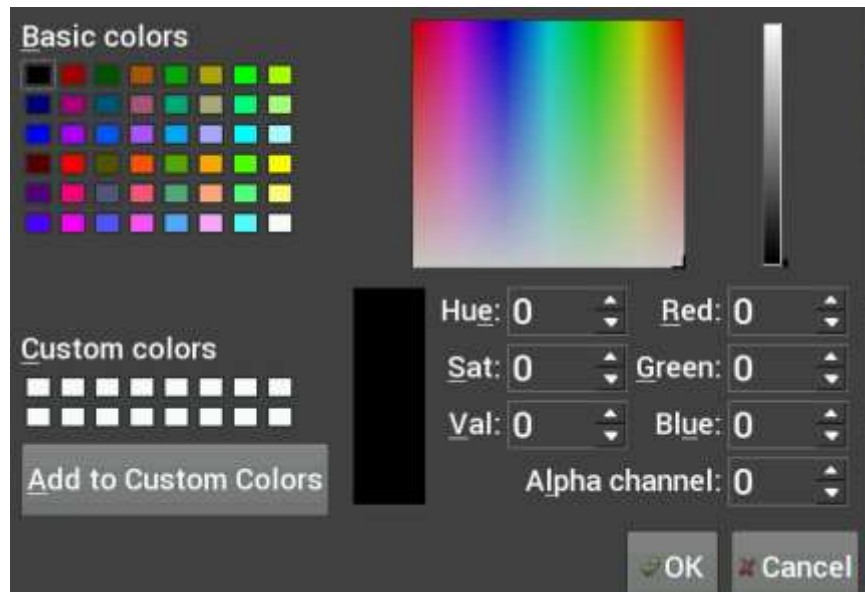 Basic colors
Hue: 0
Red: 0
Custom colors
Sat: 0
Green: 0
Val: 0
Blue: 0
Add to Custom Colors
Alpha channel: 0
OK
Cancel